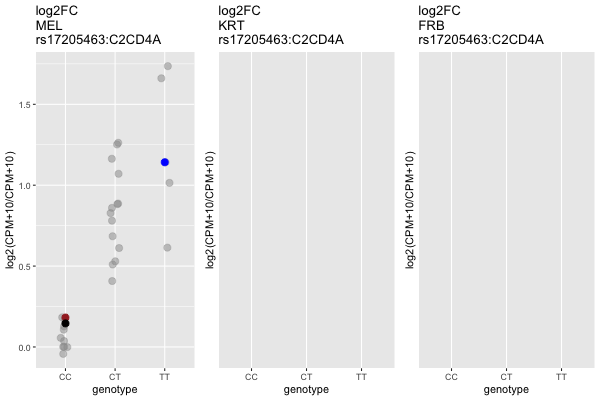 log2FC
MEL
rs17205463:C2CD4A
log2(CPM+10/CPM+10)
1.5
1.0
0.5
0.0
CC
CT
TT
genotype
log2FC
KRT
rs17205463:C2CD4A
log2(CPM+10/CPM+10)
CC
CT
TT
genotype
log2FC
FRB
rs17205463:C2CD4A
log2(CPM+10/CPM+10)
CC
CT
TT
genotype